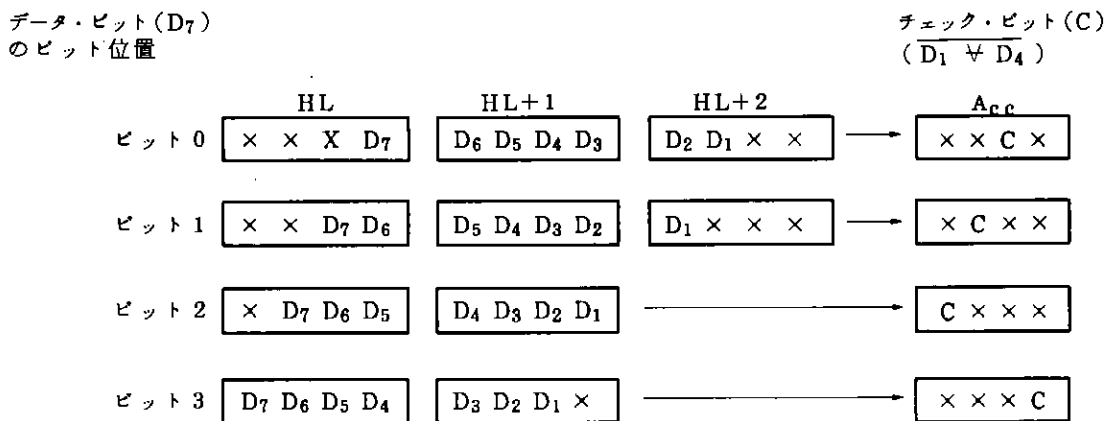 データ・ビット(D₇)
のビット位置
チェック・ビット(C)
( D̅₁̅ ̅⊻̅ ̅D̅₄̅ )
HL HL+1 HL+2 Acc
ビット0 × × X D₇ D₆ D₅ D₄ D₃ D₂ D₁ × × × × C ×
ビット1 × × D₇ D₆ D₅ D₄ D₃ D₂ D₁ × × × × C × ×
ビット2 × D₇ D₆ D₅ D₄ D₃ D₂ D₁ C × × ×
ビット3 D₇ D₆ D₅ D₄ D₃ D₂ D₁ × × × × C